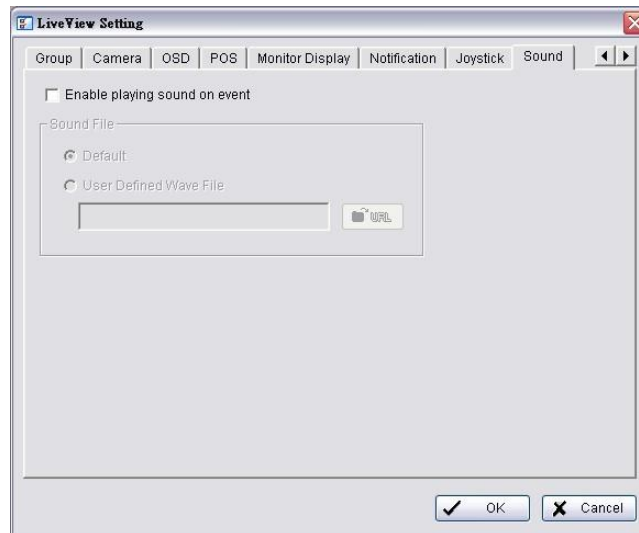 LiveView Setting
Group Camera OSD POS Monitor Display Notification Joystick Sound
Enable playing sound on event
Sound File
Default
User Defined Wave File
URL
OK Cancel